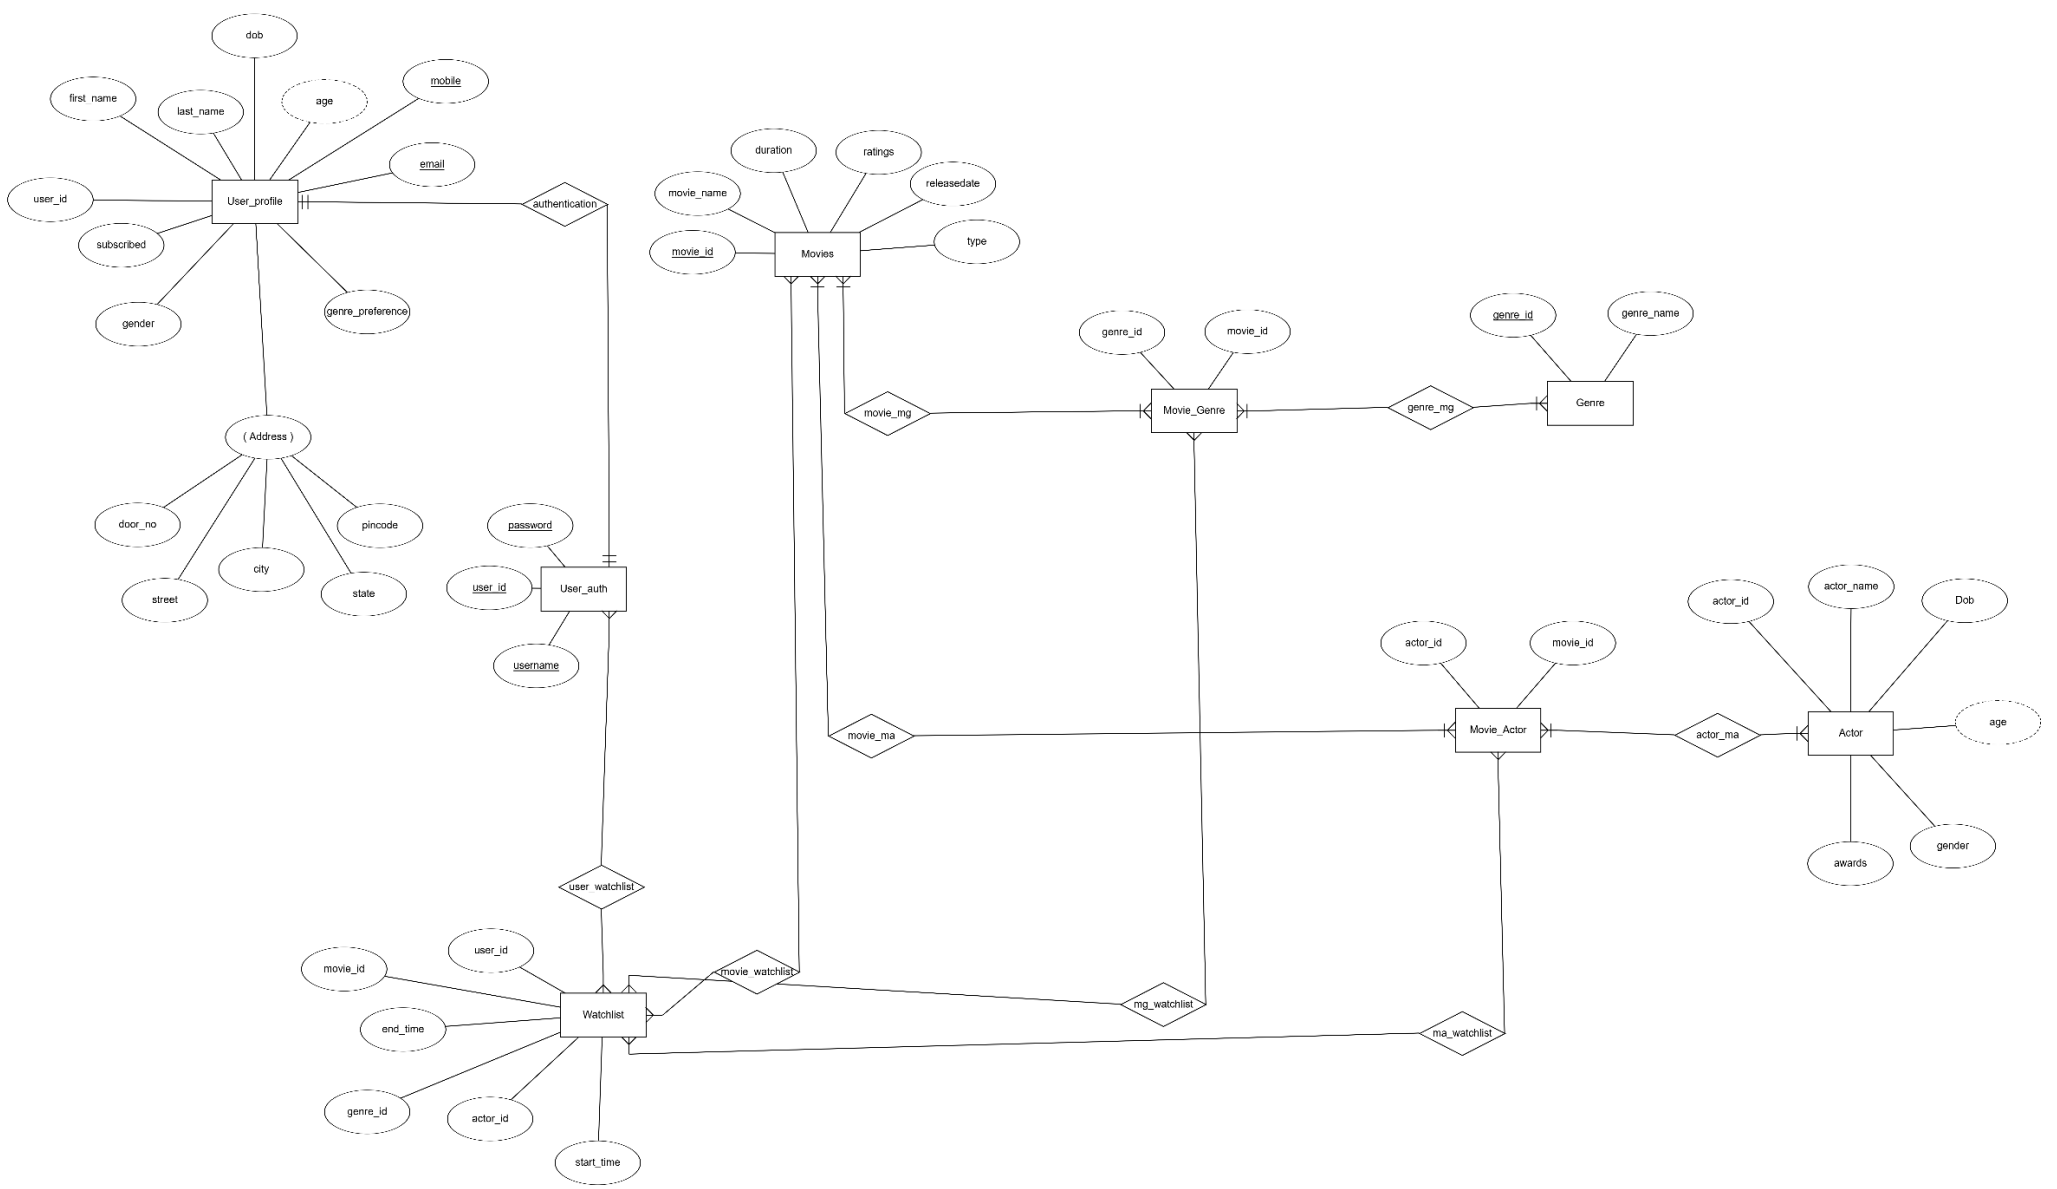 dob
mobile
first_name
last_name
age
email
user_id
User_profile
authentication
subscribed
gender
genre_preference
( Address )
door_no
pincode
city
street
state
duration
ratings
movie_name
releasedate
movie_id
Movies
type
genre_id
movie_id
genre_id
genre_name
movie_mg
Movie_Genre
genre_mg
Genre
password
user_id
User_auth
username
actor_id
movie_id
actor_id
actor_name
Dob
movie_ma
Movie_Actor
actor_ma
Actor
age
awards
gender
user_watchlist
user_id
movie_id
movie_watchlist
mg_watchlist
end_time
Watchlist
ma_watchlist
genre_id
actor_id
start_time